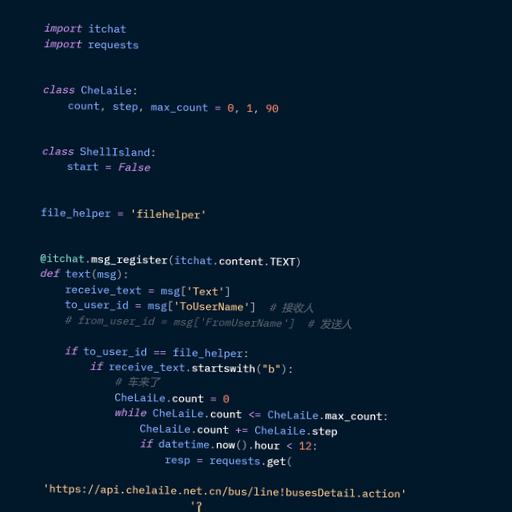 import itchat
import requests
class CheLaiLe:
count, step, max_count = 0, 1, 90
class ShellIsland:
start = False
file_helper = 'filehelper'
@itchat.msg_register(itchat.content.TEXT)
def text(msg):
receive_text = msg['Text']
to_user_id = msg['ToUserName']  # 接收人
# from_user_id = msg['FromUserName']  # 发送人
if to_user_id == file_helper:
if receive_text.startswith("b"):
# 车来了
CheLaiLe.count = 0
while CheLaiLe.count <= CheLaiLe.max_count:
CheLaiLe.count += CheLaiLe.step
if datetime.now().hour < 12:
resp = requests.get(
'https://api.chelaile.net.cn/bus/line!busesDetail.action'
'?